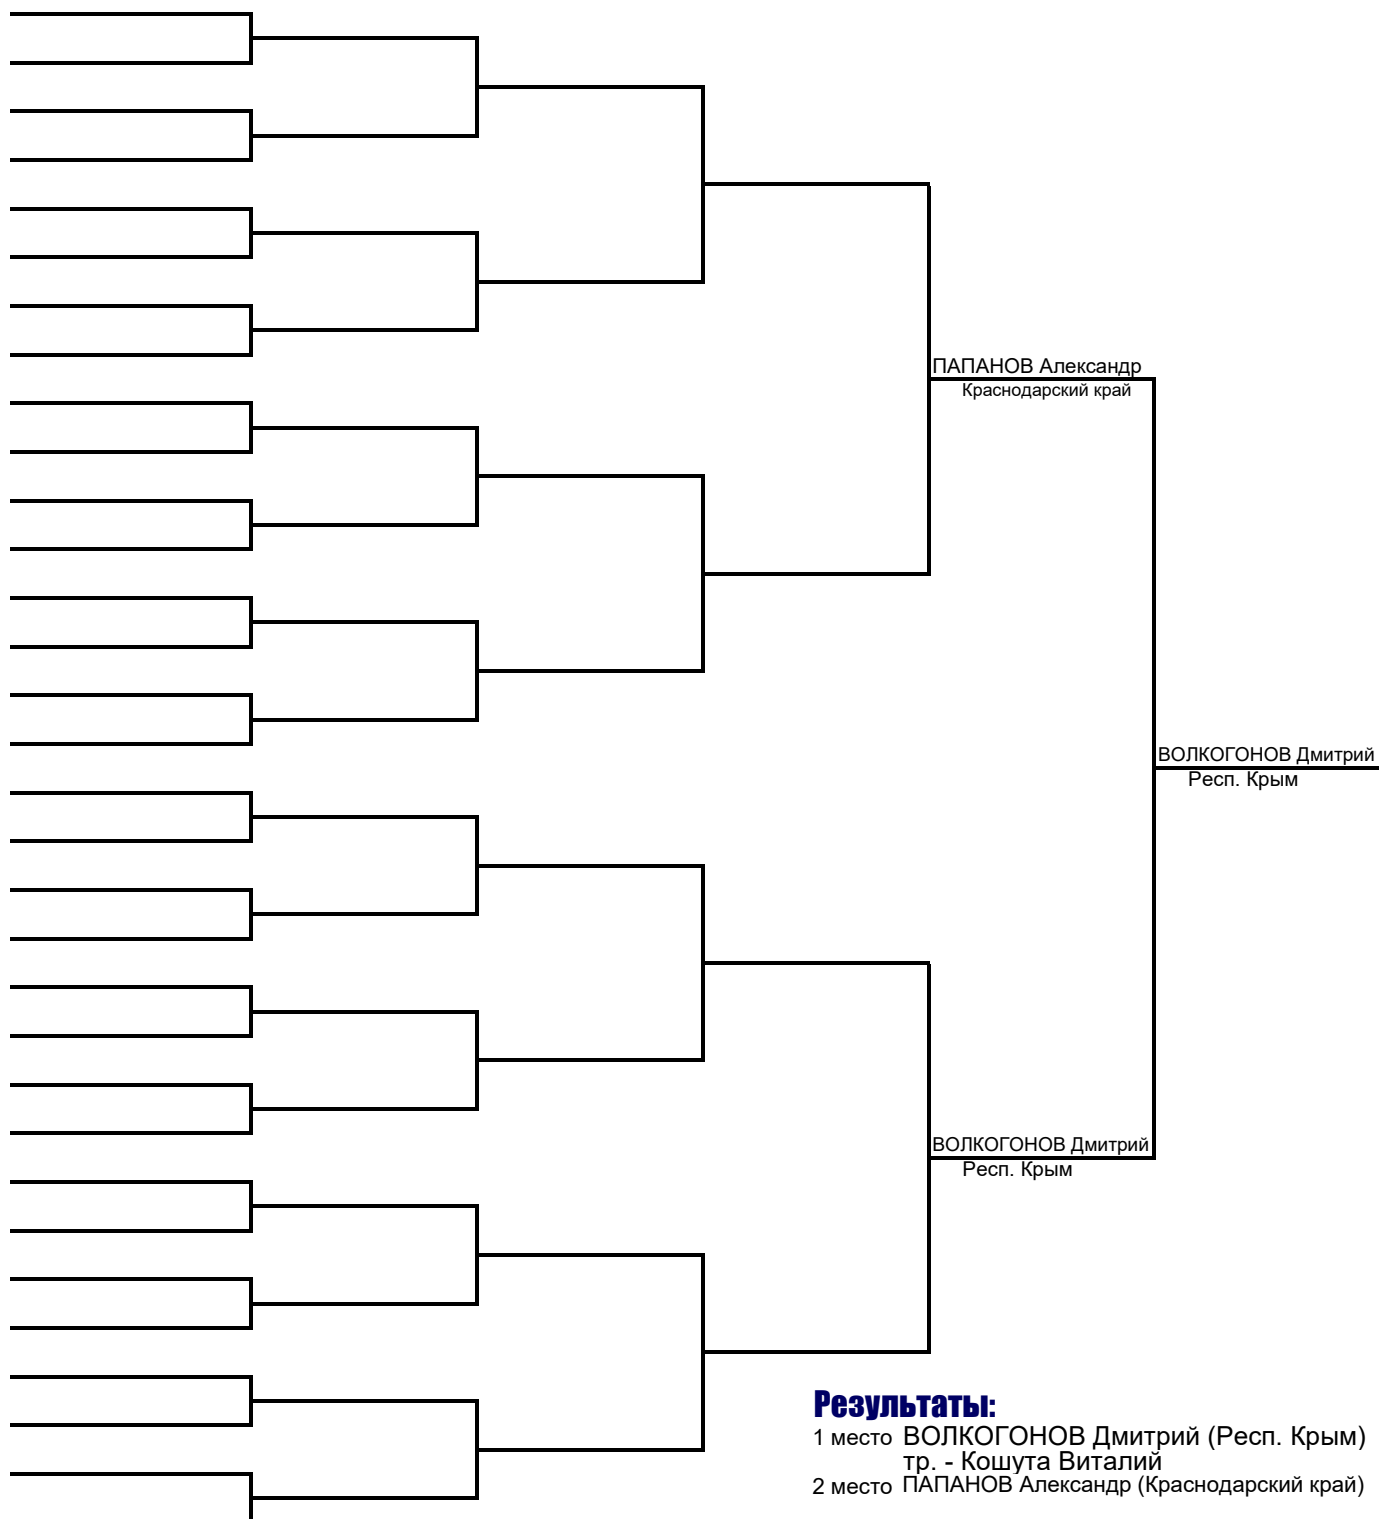 ПАПАНОВ Александр
Краснодарский край
ВОЛКОГОНОВ Дмитрий
Респ. Крым
ВОЛКОГОНОВ Дмитрий
Респ. Крым
Результаты:
1 место ВОЛКОГОНОВ Дмитрий (Респ. Крым)
тр. - Кошута Виталий
2 место ПАПАНОВ Александр (Краснодарский край)